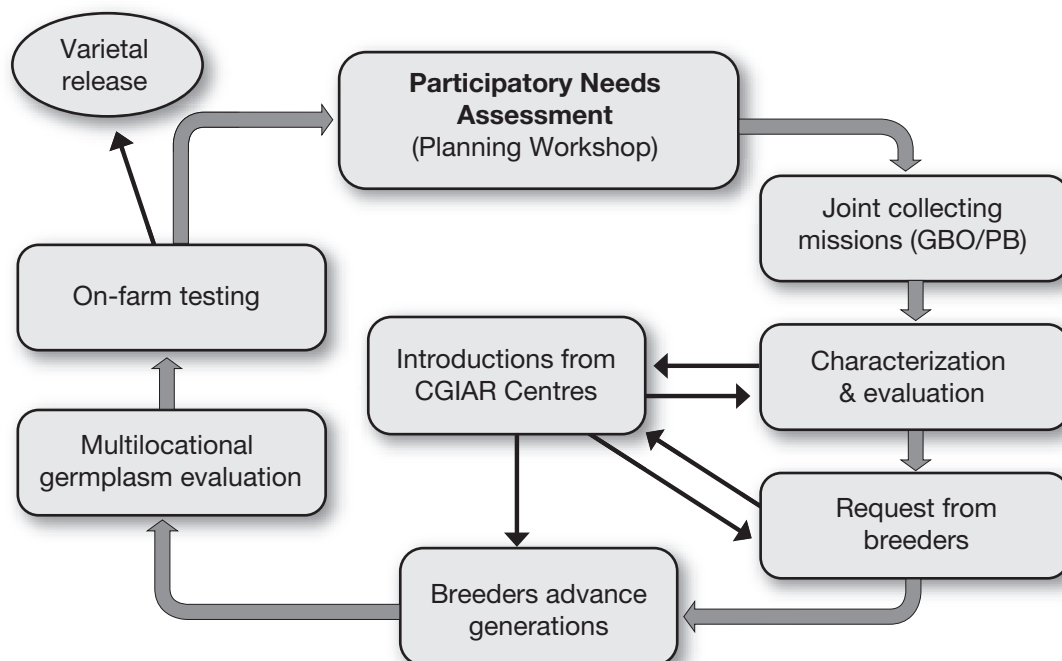 Varietal
release
Participatory Needs
Assessment
(Planning Workshop)
Joint collecting
missions (GBO/PB)
On-farm testing
Introductions from
CGIAR Centres
Characterization
& evaluation
Multilocational
germplasm evaluation
Request from
breeders
Breeders advance
generations